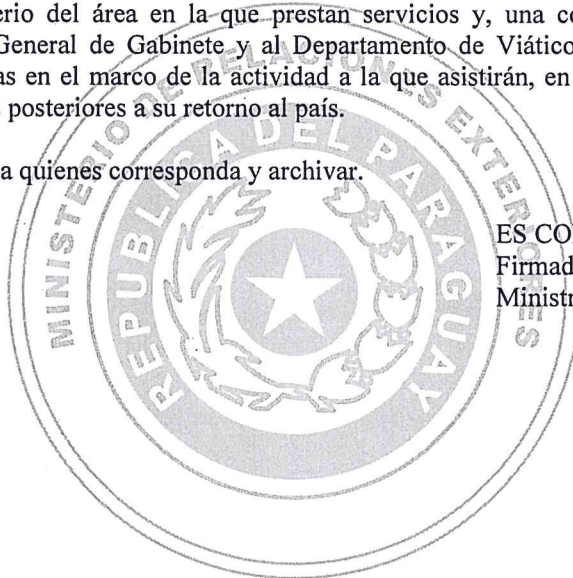 erio del área en la que prestan servicios y, una co
General de Gabinete y al Departamento de Viático
as en el marco de la actividad a la que asistirán, en
s posteriores a su retorno al país.
a quienes corresponda y archivar.
ES CO
Firmad
Ministr
MINISTERIO DE RELACIONES EXTERIORES
REPUBLICA DEL PARAGUAY